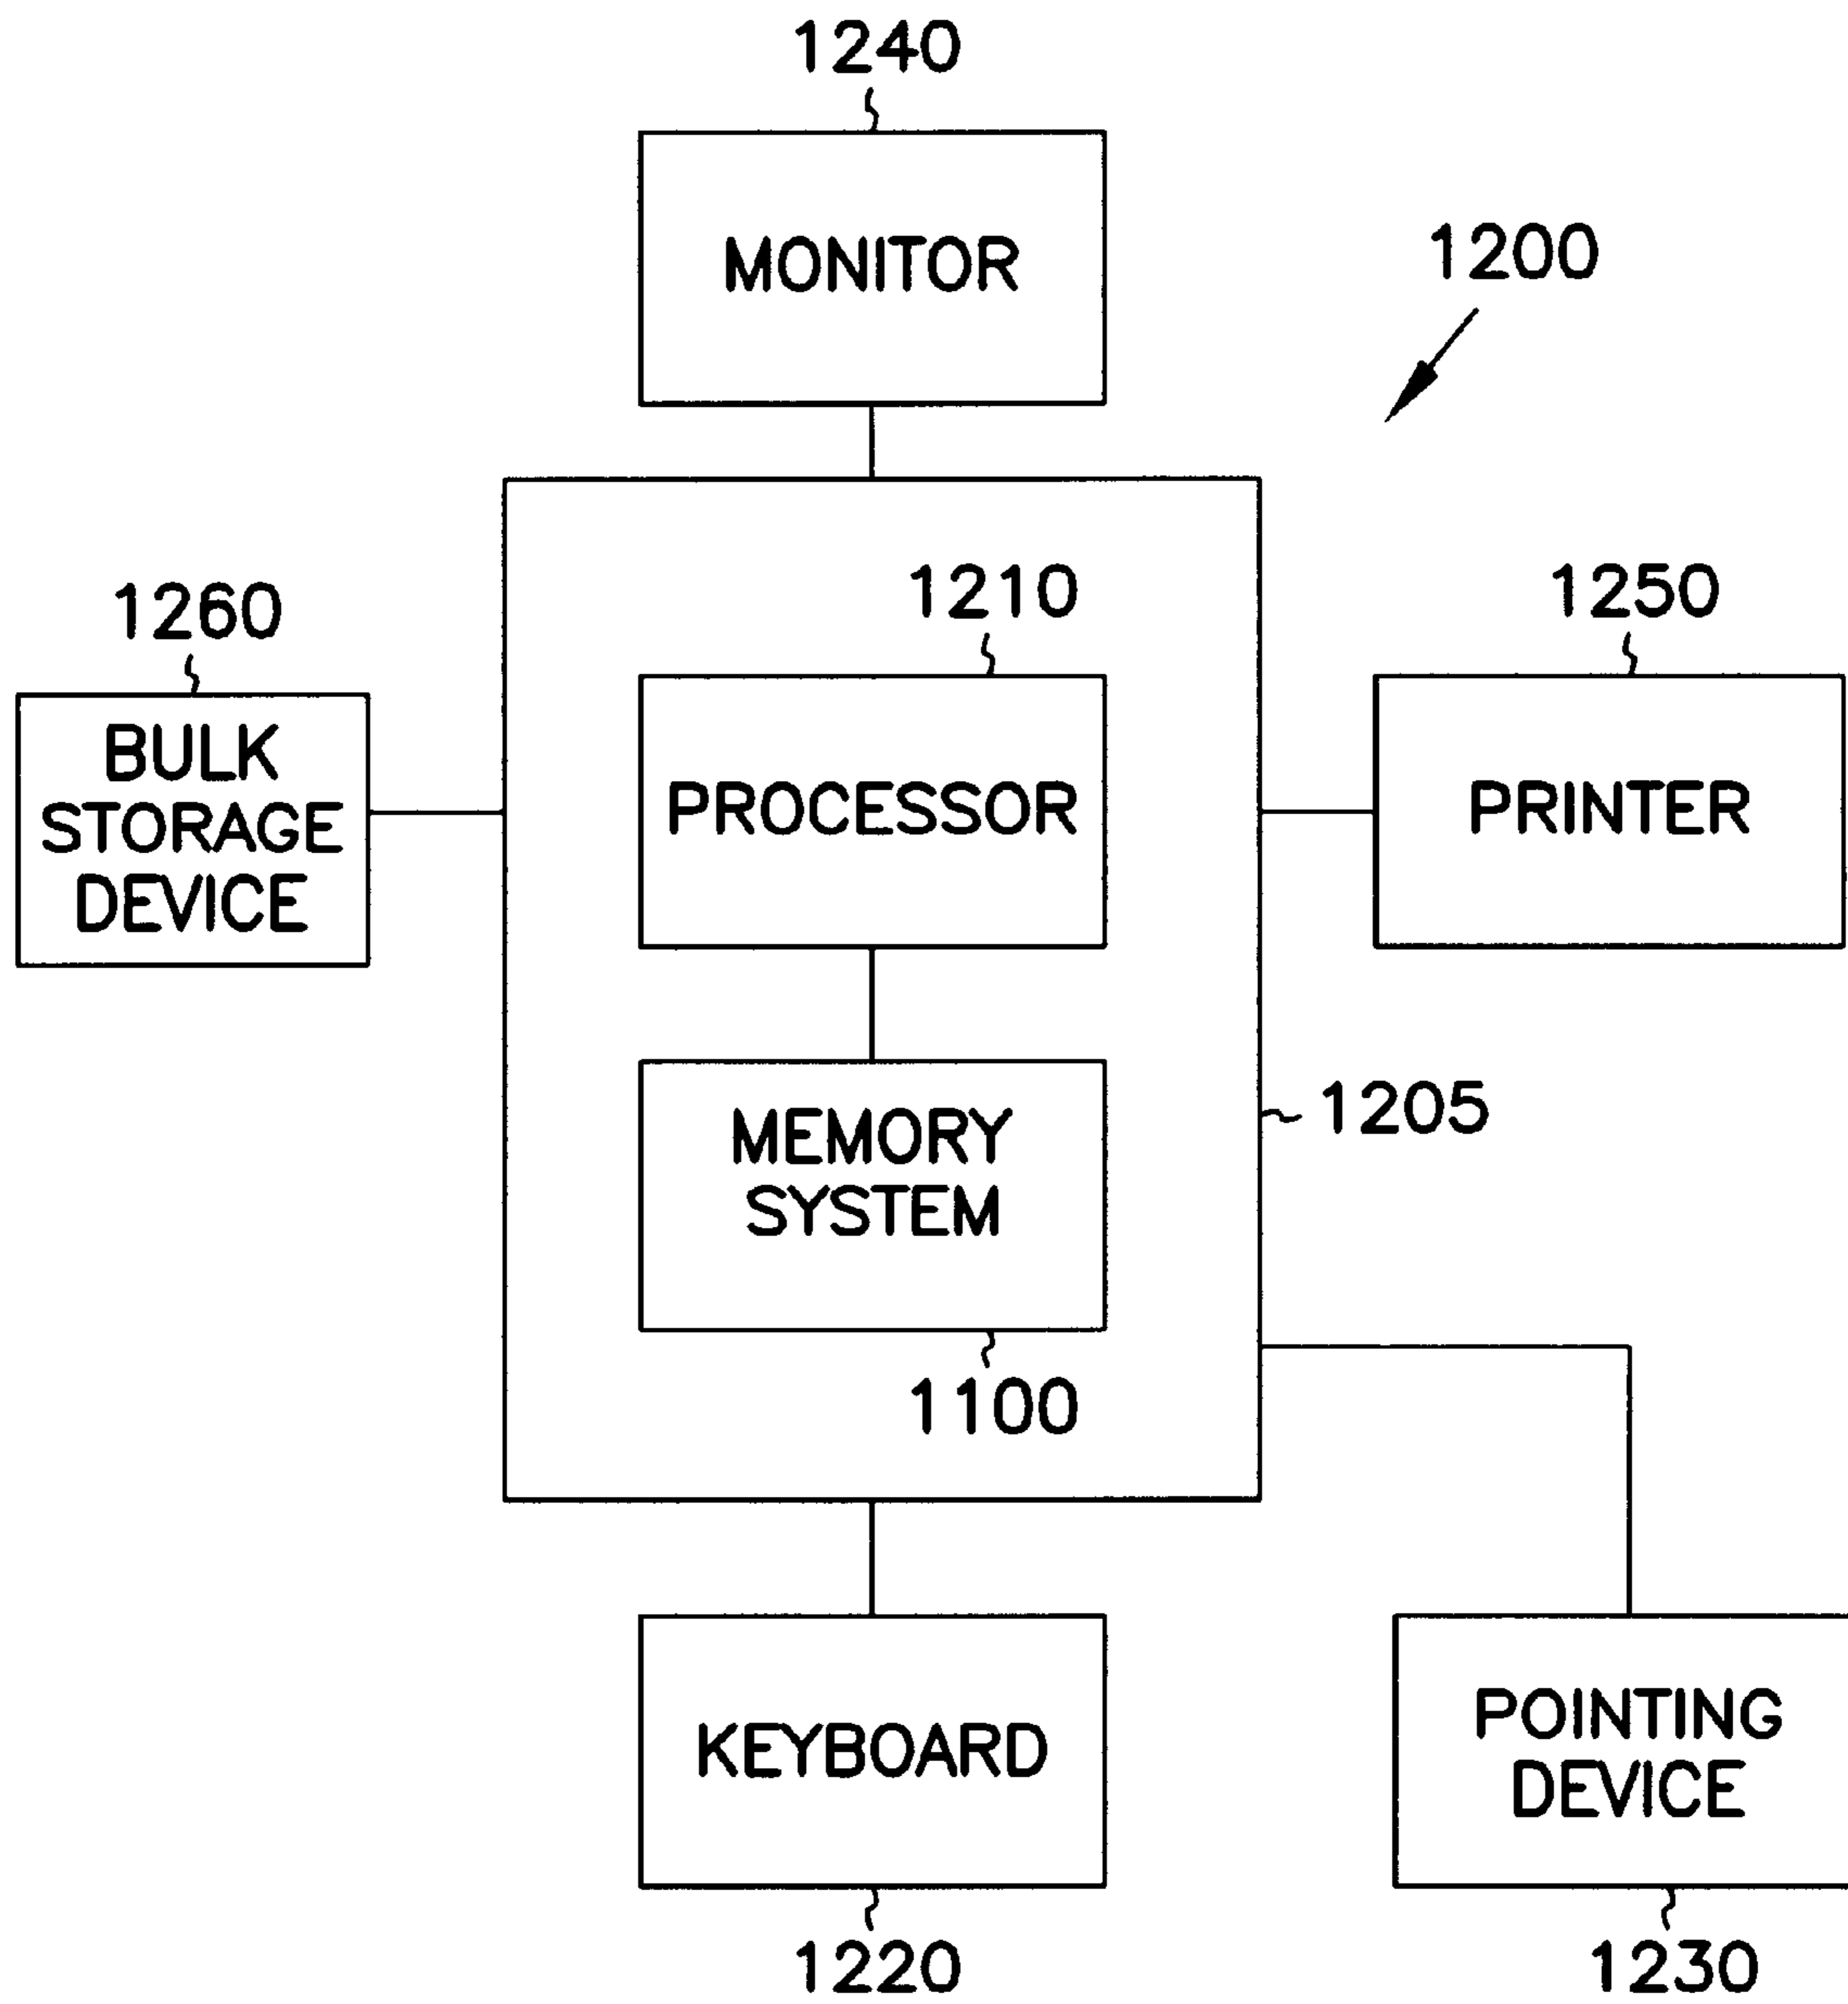 1240
MONITOR
1200
1210
1260
1250
BULK
STORAGE
DEVICE
PROCESSOR
PRINTER
MEMORY
SYSTEM
1205
1100
KEYBOARD
POINTING
DEVICE
1220
1230